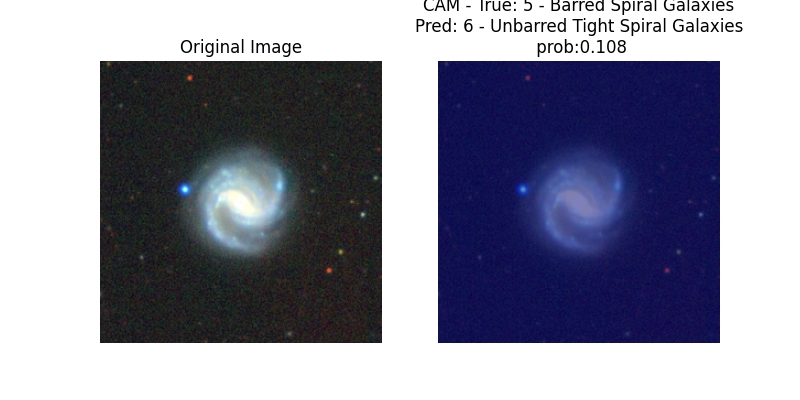 Original Image
CAM - True: 5 - Barred Spiral Galaxies
Pred: 6 - Unbarred Tight Spiral Galaxies
prob:0.108